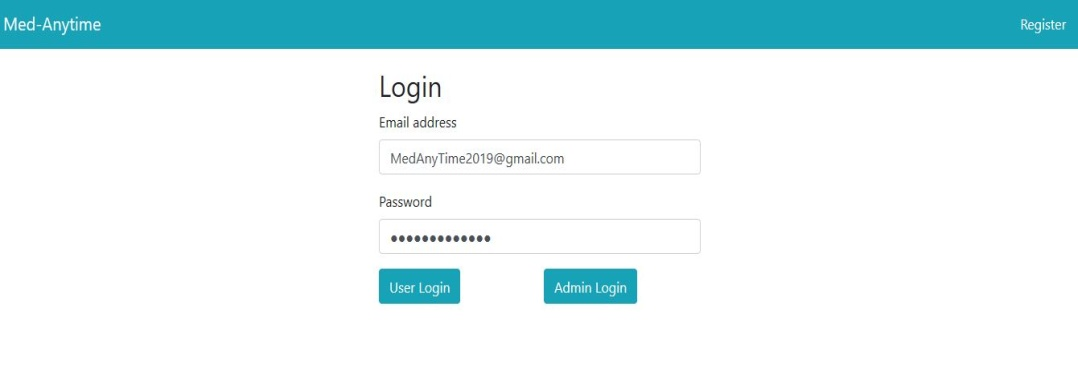 Med-Anytime Register
Login
Email address
MedAnyTime2019@gmail.com
Password
•••••••••••••
User Login Admin Login